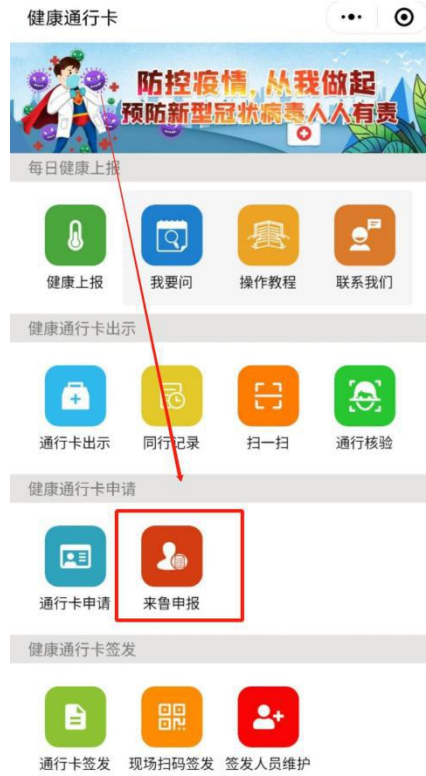 健康通行卡
防控疫情,从我做起
预防新型冠状病毒人人有责
每日健康上报
健康上报 我要问 操作教程 联系我们
健康通行卡出示
通行卡出示 同行记录 扫一扫 通行核验
健康通行卡申请
通行卡申请 来鲁申报
健康通行卡签发
通行卡签发 现场扫码签发 签发人员维护